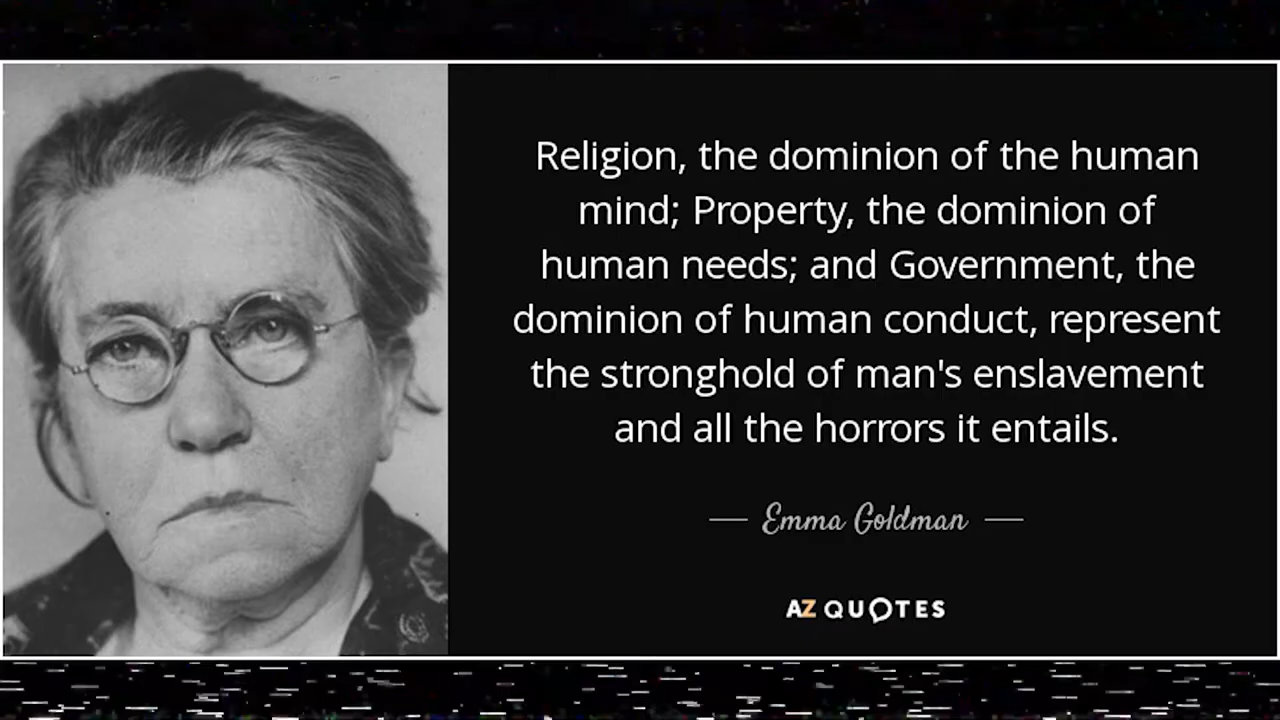 Religion, the dominion of the human
mind; Property, the dominion of
human needs; and Government, the
dominion of human conduct, represent
the stronghold of man's enslavement
and all the horrors it entails.
— Emma Goldman —
AZ QUOTES